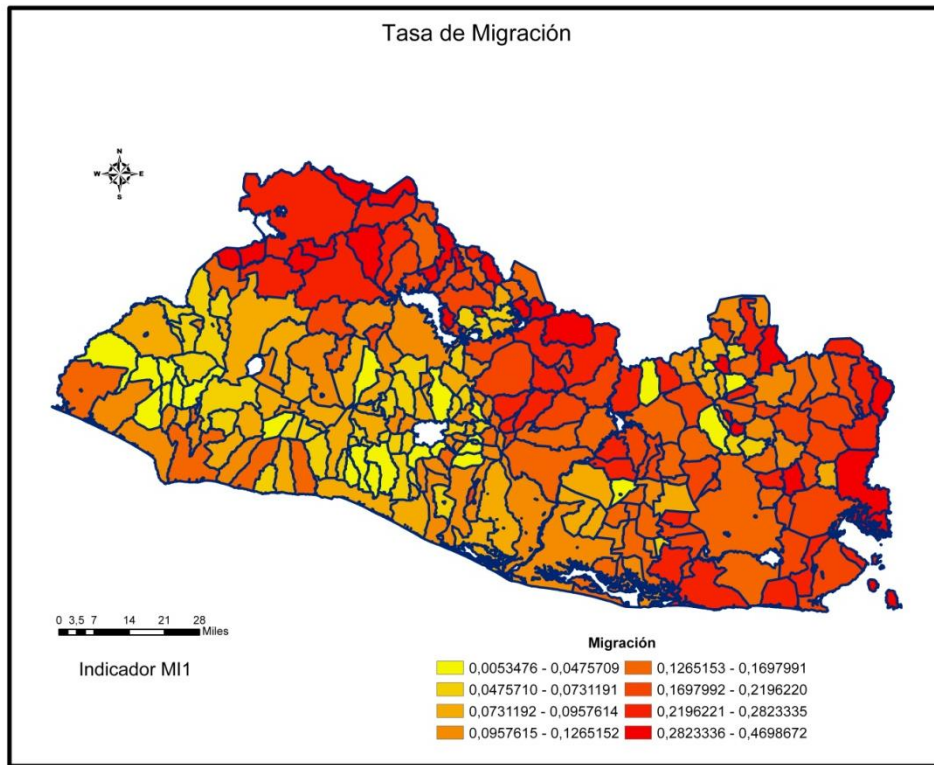 Tasa de Migración
N
W E
S
0 3,5 7 14 21 28
Miles
Indicador MI1
Migración
0,0053476 - 0,0475709
0,0475710 - 0,0731191
0,0731192 - 0,0957614
0,0957615 - 0,1265152
0,1265153 - 0,1697991
0,1697992 - 0,2196220
0,2196221 - 0,2823335
0,2823336 - 0,4698672